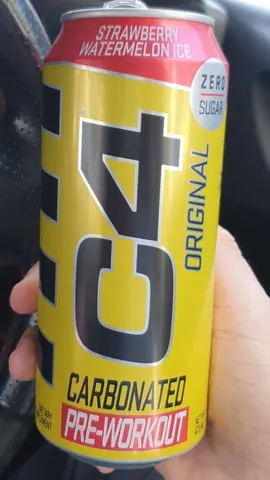 STRAWBERRY
WATERMELON ICE
ZERO
SUGAR
C4
ORIGINAL
CARBONATED
PRE-WORKOUT